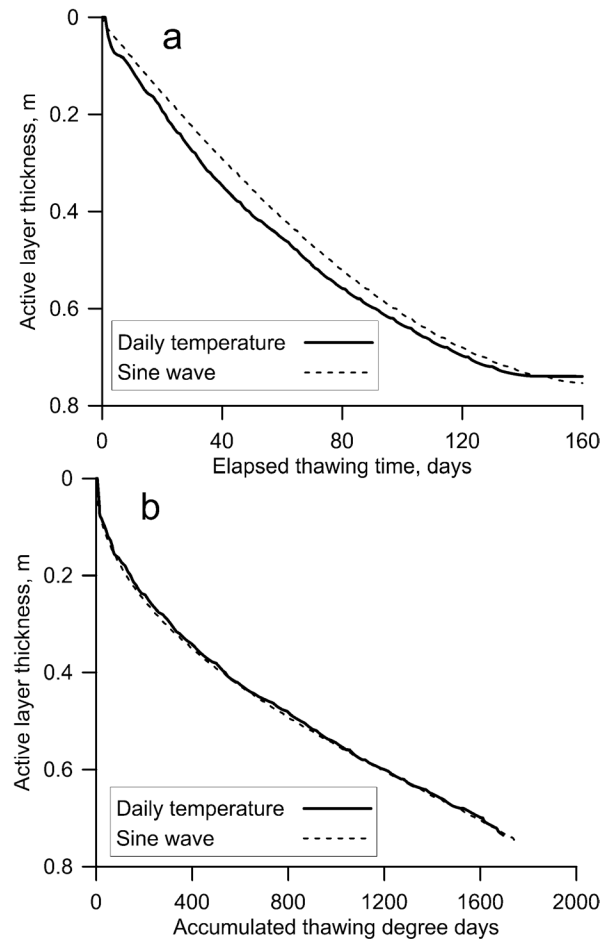 0
a
0.2
Active layer thickness, m
0.4
0.6
Daily temperature
Sine wave
0.8
0 40 80 120 160
Elapsed thawing time, days
0
b
0.2
Active layer thickness, m
0.4
0.6
Daily temperature
Sine wave
0.8
0 400 800 1200 1600 2000
Accumulated thawing degree days